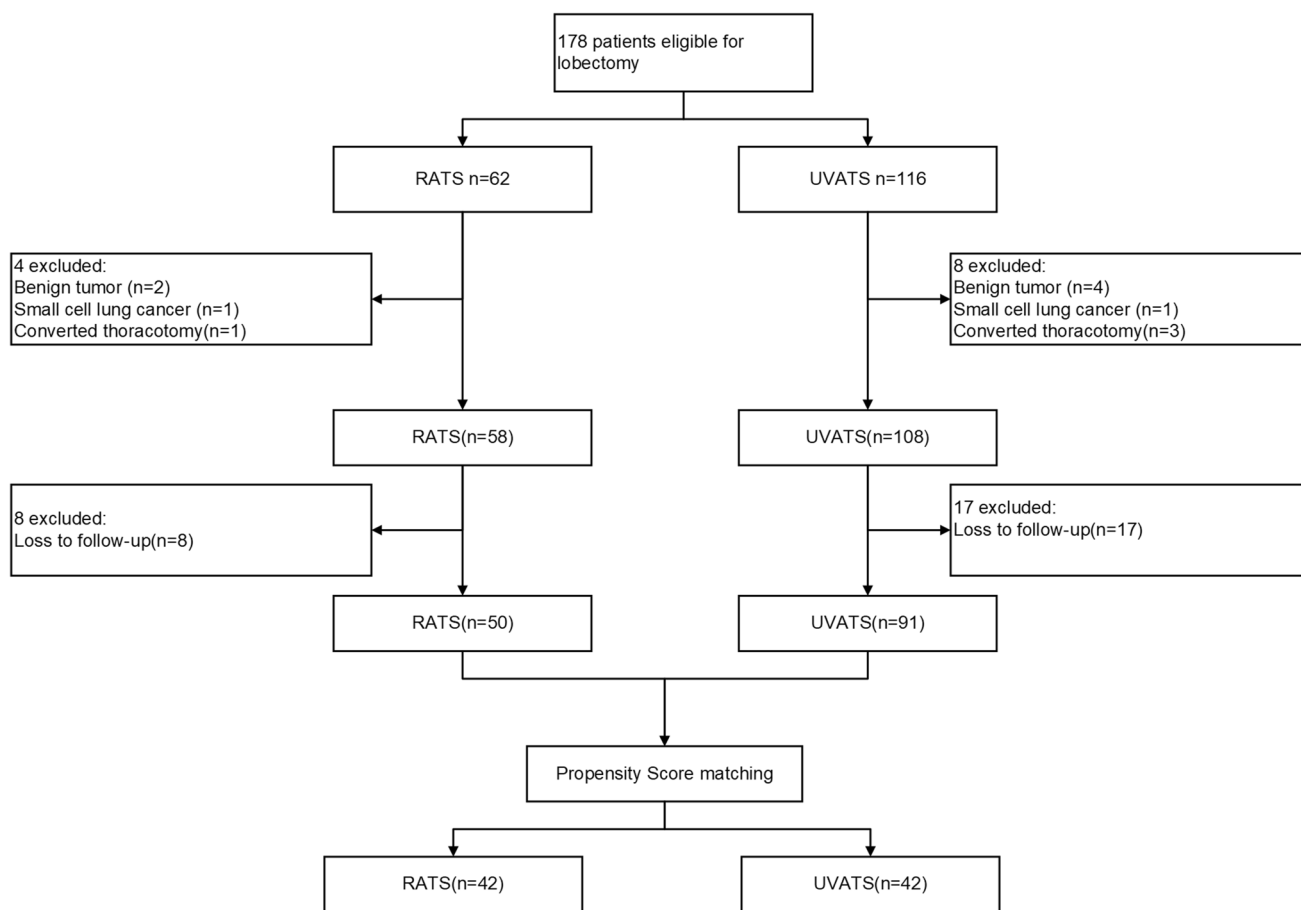 178 patients eligible for
lobectomy
RATS n=62
UVATS n=116
4 excluded:
Benign tumor (n=2)
Small cell lung cancer (n=1)
Converted thoracotomy(n=1)
8 excluded:
Benign tumor (n=4)
Small cell lung cancer (n=1)
Converted thoracotomy(n=3)
RATS(n=58)
UVATS(n=108)
8 excluded:
Loss to follow-up(n=8)
17 excluded:
Loss to follow-up(n=17)
RATS(n=50)
UVATS(n=91)
Propensity Score matching
RATS(n=42)
UVATS(n=42)